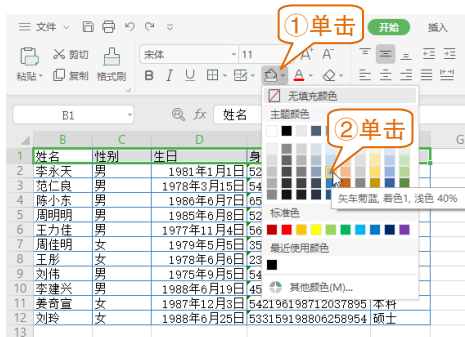 ①单击
三 文件 开始 插入
粘贴 剪切 复制 格式刷 宋体 11 A⁺ A⁻
B I U A
无填充颜色
B1 fx 姓名
主题颜色
②单击
矢车菊蓝, 着色1, 浅色 40%
标准色
最近使用颜色
其他颜色(M)...
B C D G
1 姓名 性别 生日 身
2 李永天 男 1981年1月1日 52
3 范仁良 男 1978年3月15日 54
4 陈小东 男 1986年6月7日 65
5 周明明 男 1985年6月8日 52
6 王力佳 男 1977年11月4日 56
7 周佳明 女 1979年5月5日 35
8 王彤 女 1978年6月6日 23
9 刘伟 男 1975年9月5日 54
10 李建兴 男 1988年6月19日 45
11 姜奇宣 女 1987年12月3日 542196198712037895 本科
12 刘玲 女 1988年6月25日 533159198806258954 硕士
13